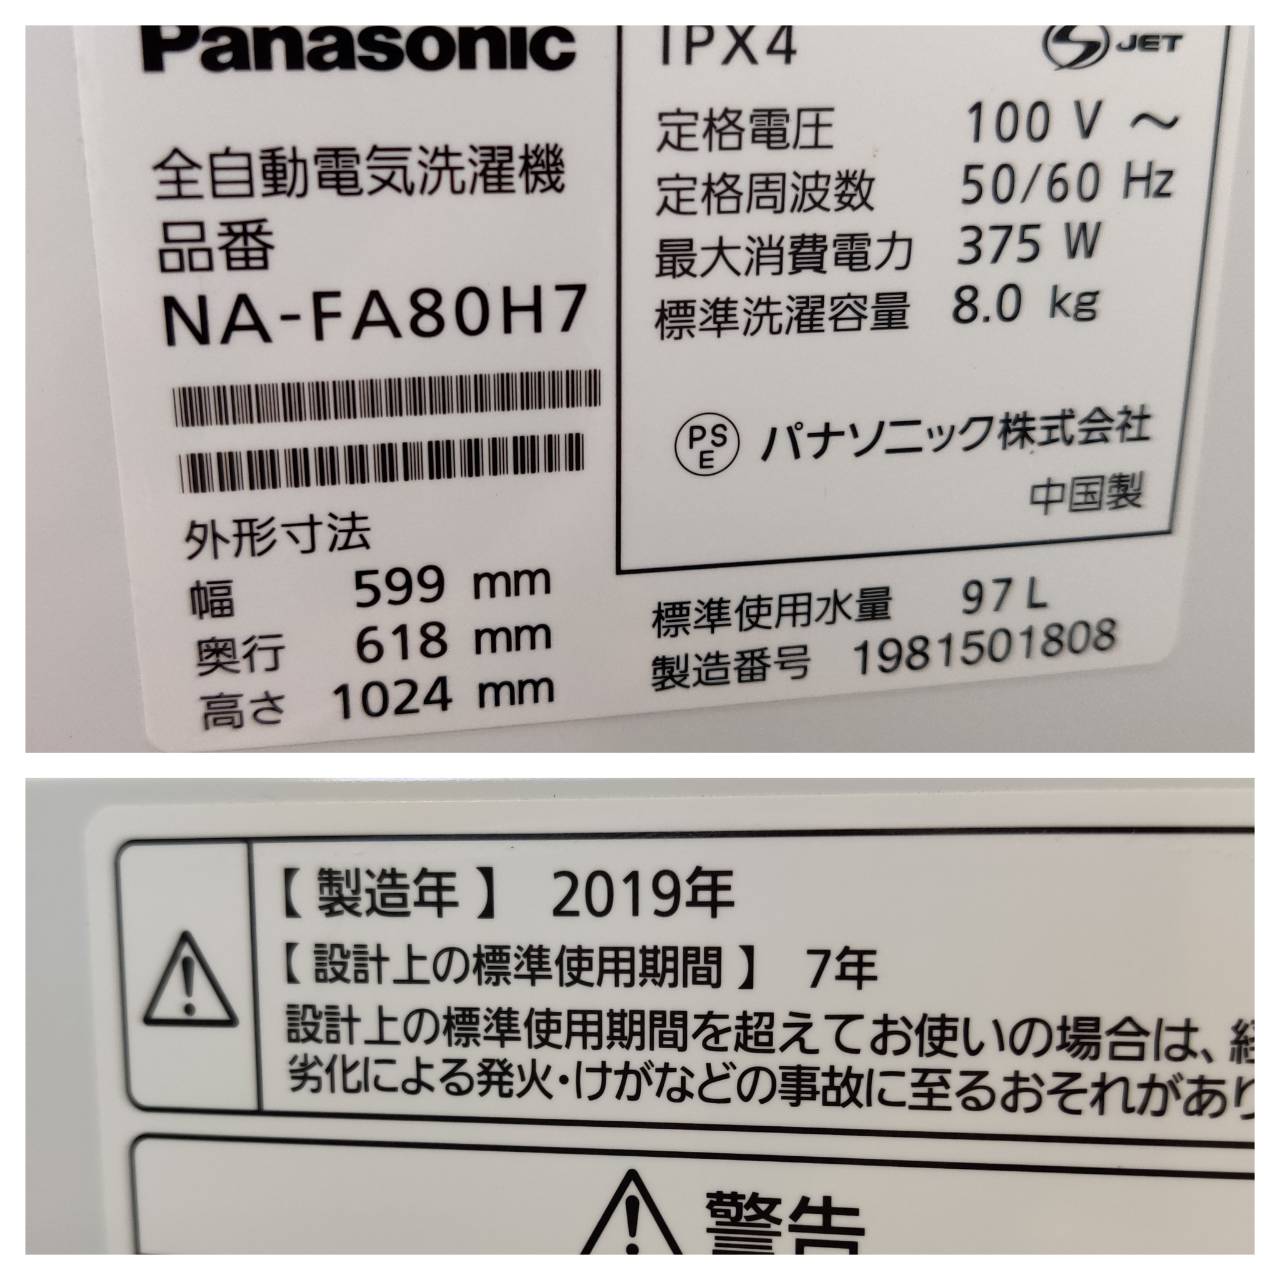 Panasonic
全自動電気洗濯機
品番
NA-FA80H7
外形寸法
幅 599 mm
奥行 618 mm
高さ 1024 mm
IPX4 JET
定格電圧 100 V ～
定格周波数 50/60 Hz
最大消費電力 375 W
標準洗濯容量 8.0 kg
PS
E
パナソニック株式会社
中国製
標準使用水量 97 L
製造番号 1981501808
【 製造年 】 2019年
【 設計上の標準使用期間 】 7年
設計上の標準使用期間を超えてお使いの場合は、
劣化による発火・けがなどの事故に至るおそれがあり
警告